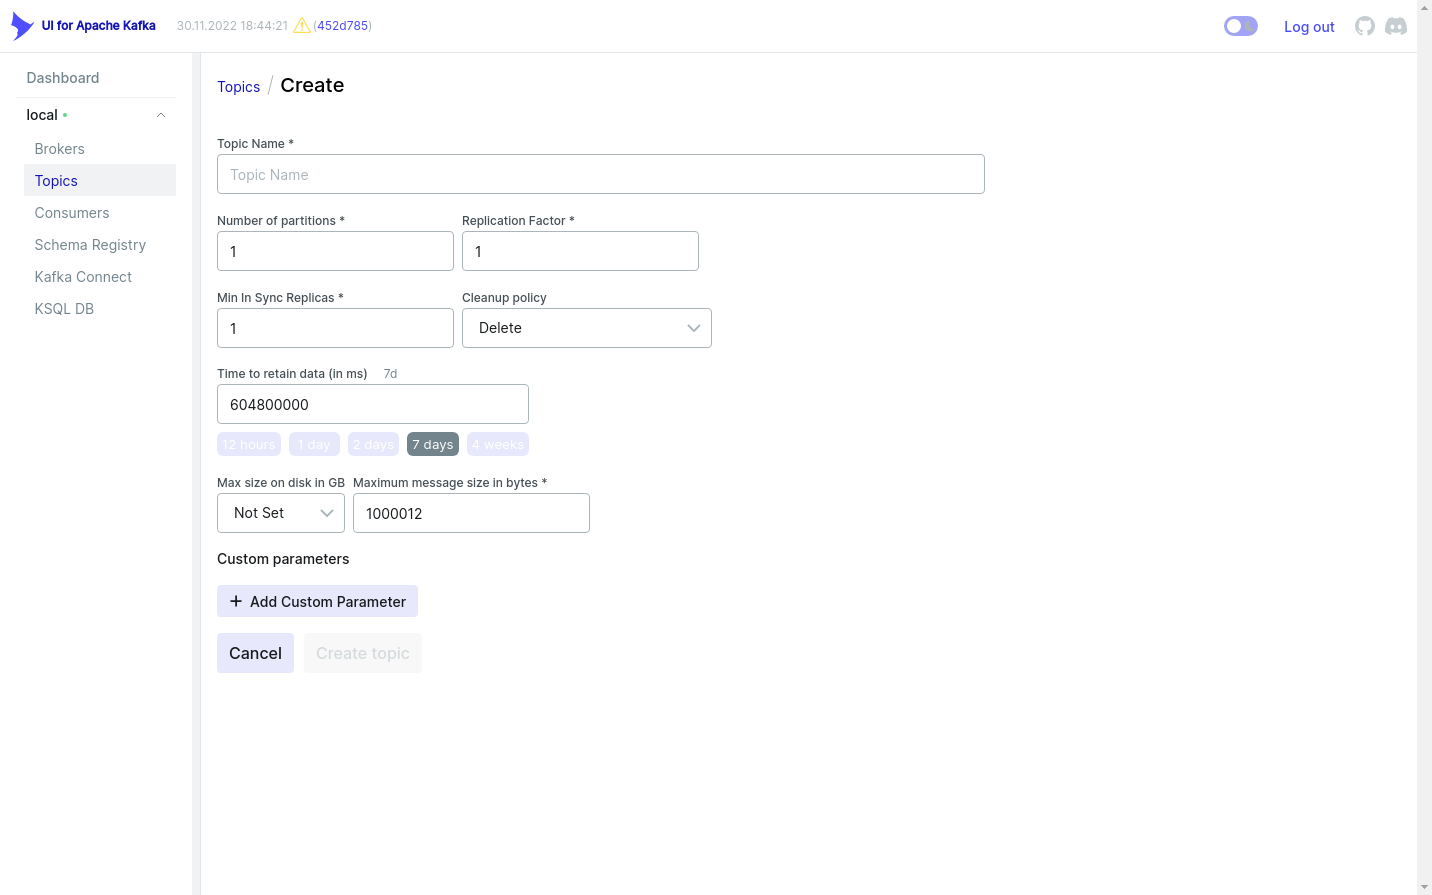 UI for Apache Kafka
30.11.2022 18:44:21 (452d785)
Log out
Dashboard
local
Brokers
Topics
Consumers
Schema Registry
Kafka Connect
KSQL DB
Topics / Create
Topic Name *
Topic Name
Number of partitions * Replication Factor *
1 1
Min In Sync Replicas * Cleanup policy
1 Delete
Time to retain data (in ms) 7d
604800000
12 hours 1 day 2 days 7 days 4 weeks
Max size on disk in GB Maximum message size in bytes *
Not Set 1000012
Custom parameters
Add Custom Parameter
Cancel Create topic